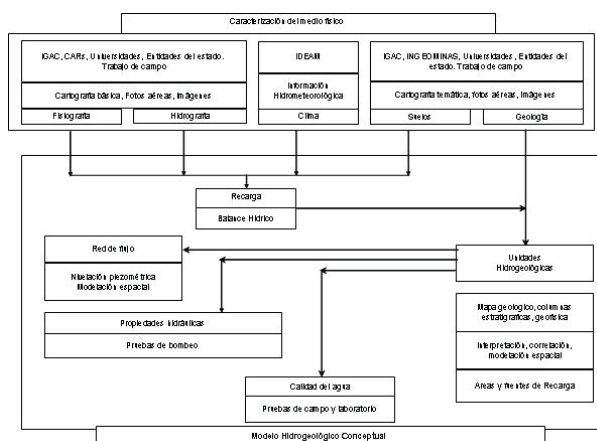 Caracterización del medio físico
IGAC, CARs, Universidades, Entidades del estado.
Trabajo de campo
Cartografía básica, Fotos aéreas, imágenes
Fisiografía
Hidrografía
IDEAM
Información
Hidrometeorológica
Clima
IGAC, INGEOMINAS, Universidades, Entidades del
estado. Trabajo de campo
Cartografía temática, fotos aéreas, imágenes
Suelos
Geología
Recarga
Balance Hídrico
Red de flujo
Nivelación piezométrica
Modelación espacial
Unidades
Hidrogeológicas
Propiedades hidráulicas
Pruebas de bombeo
Mapa geologico, columnas
estratigraficas, geofisica
Interpretación, correlación,
modelación espacial
Areas y fuentes de Recarga
Calidad del agua
Pruebas de campo y laboratorio
Modelo Hidrogeológico Conceptual